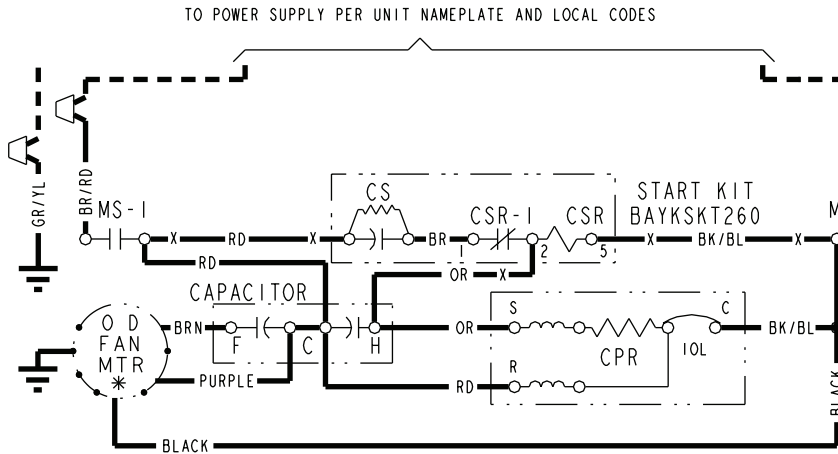 TO POWER SUPPLY PER UNIT NAMEPLATE AND LOCAL CODES
GR/YL
BR/RD
MS-1
CS
CSR-1
CSR
START KIT
BAYKSKT260
M
X
RD
X
BR
1
2
5
X
BK/BL
X
RD
OR
X
CAPACITOR
O D
FAN
MTR
*
BRN
F
C
H
OR
S
CPR
IOL
C
BK/BL
PURPLE
RD
R
BLACK
BLACK